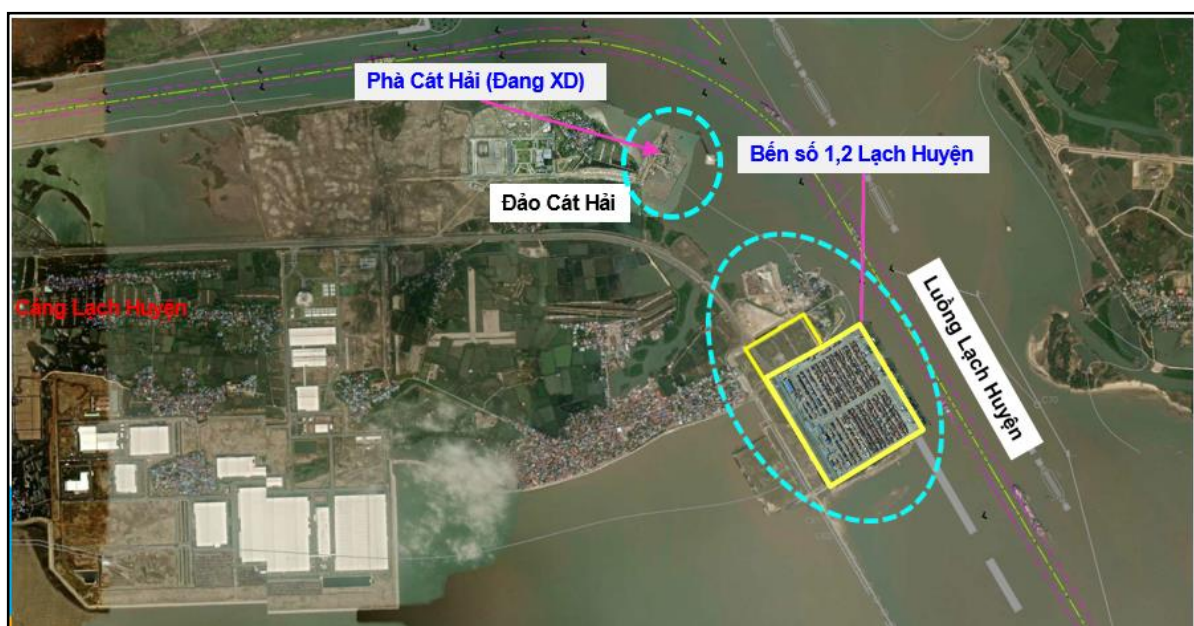 Phà Cát Hải (Đang XD)
Bến số 1,2 Lạch Huyện
Đảo Cát Hải
Luồng Lạch Huyện
Cảng Lạch Huyện